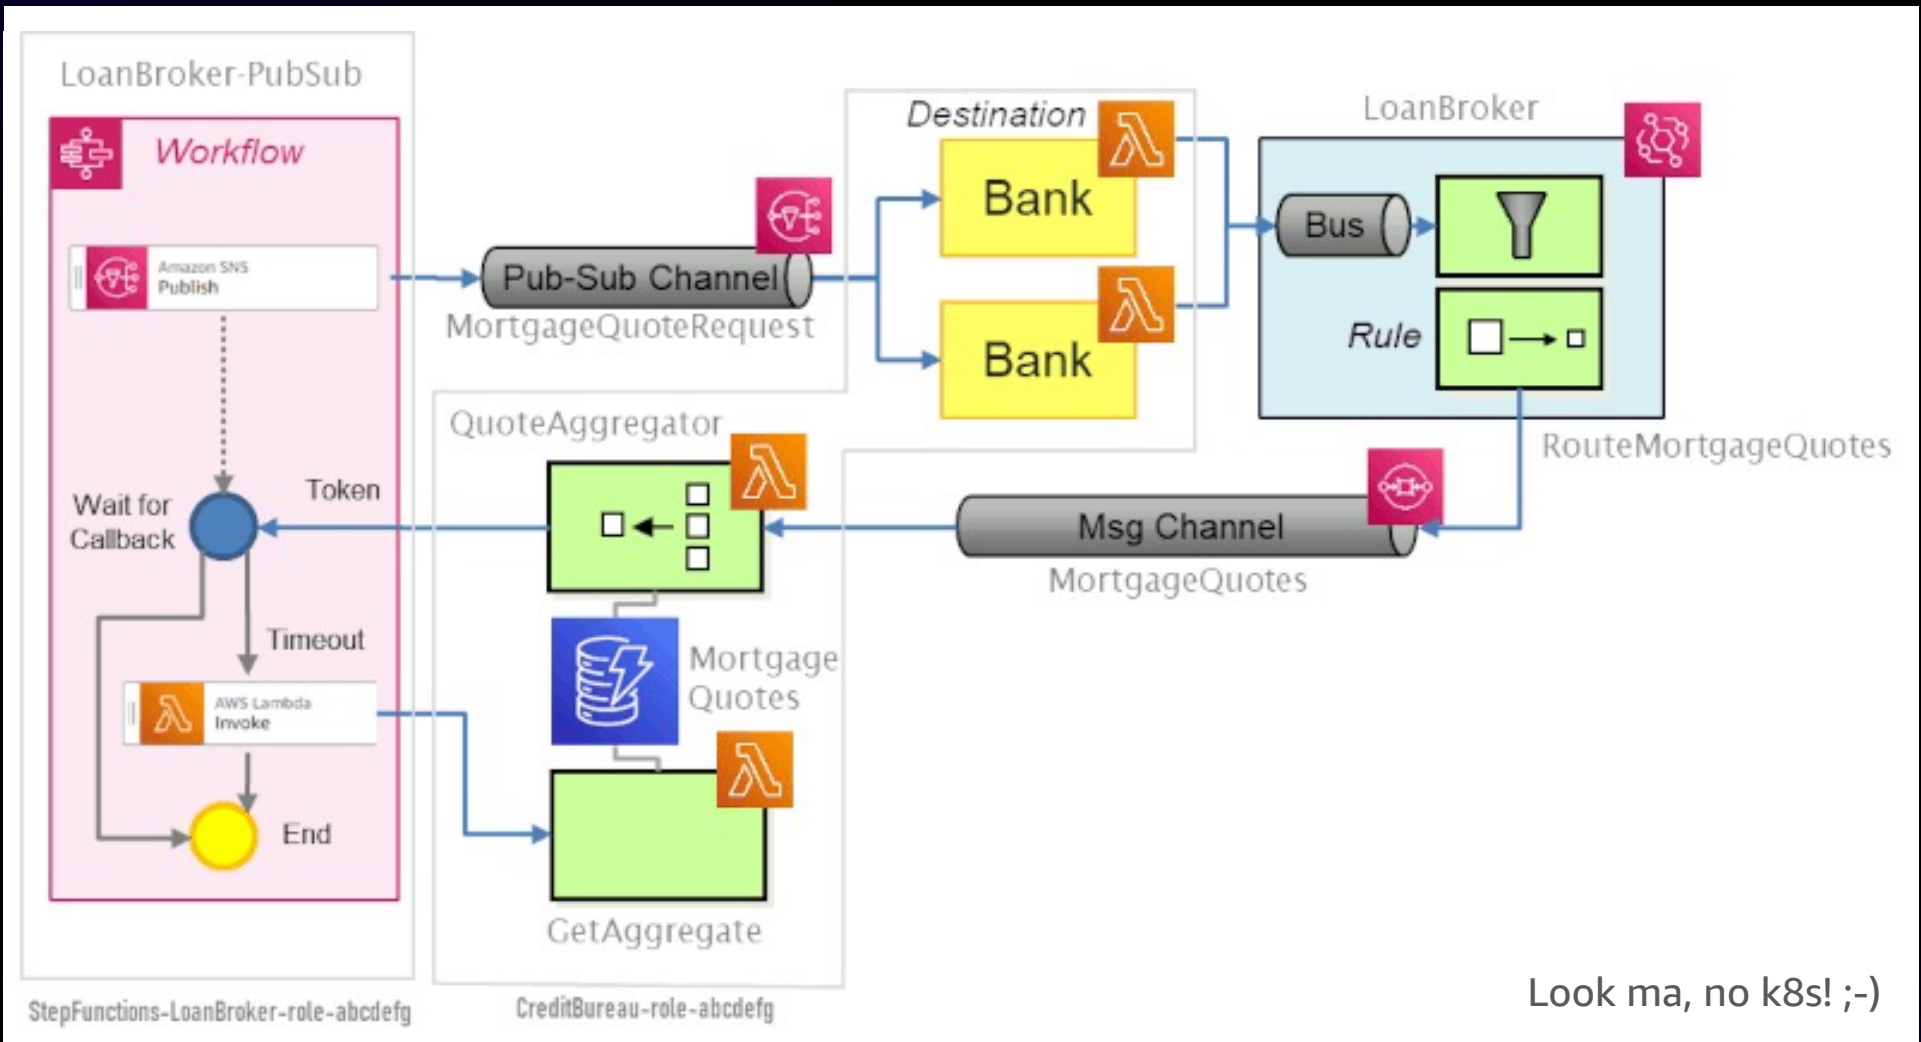 LoanBroker-PubSub
Workflow
Amazon SNS
Publish
Wait for
Callback
Token
Timeout
AWS Lambda
Invoke
End
StepFunctions-LoanBroker-role-abcdefg
Pub-Sub Channel
MortgageQuoteRequest
Destination
Bank
Bank
LoanBroker
Bus
Rule
RouteMortgageQuotes
Msg Channel
MortgageQuotes
QuoteAggregator
Mortgage
Quotes
GetAggregate
CreditBureau-role-abcdefg
Look ma, no k8s! ;-)